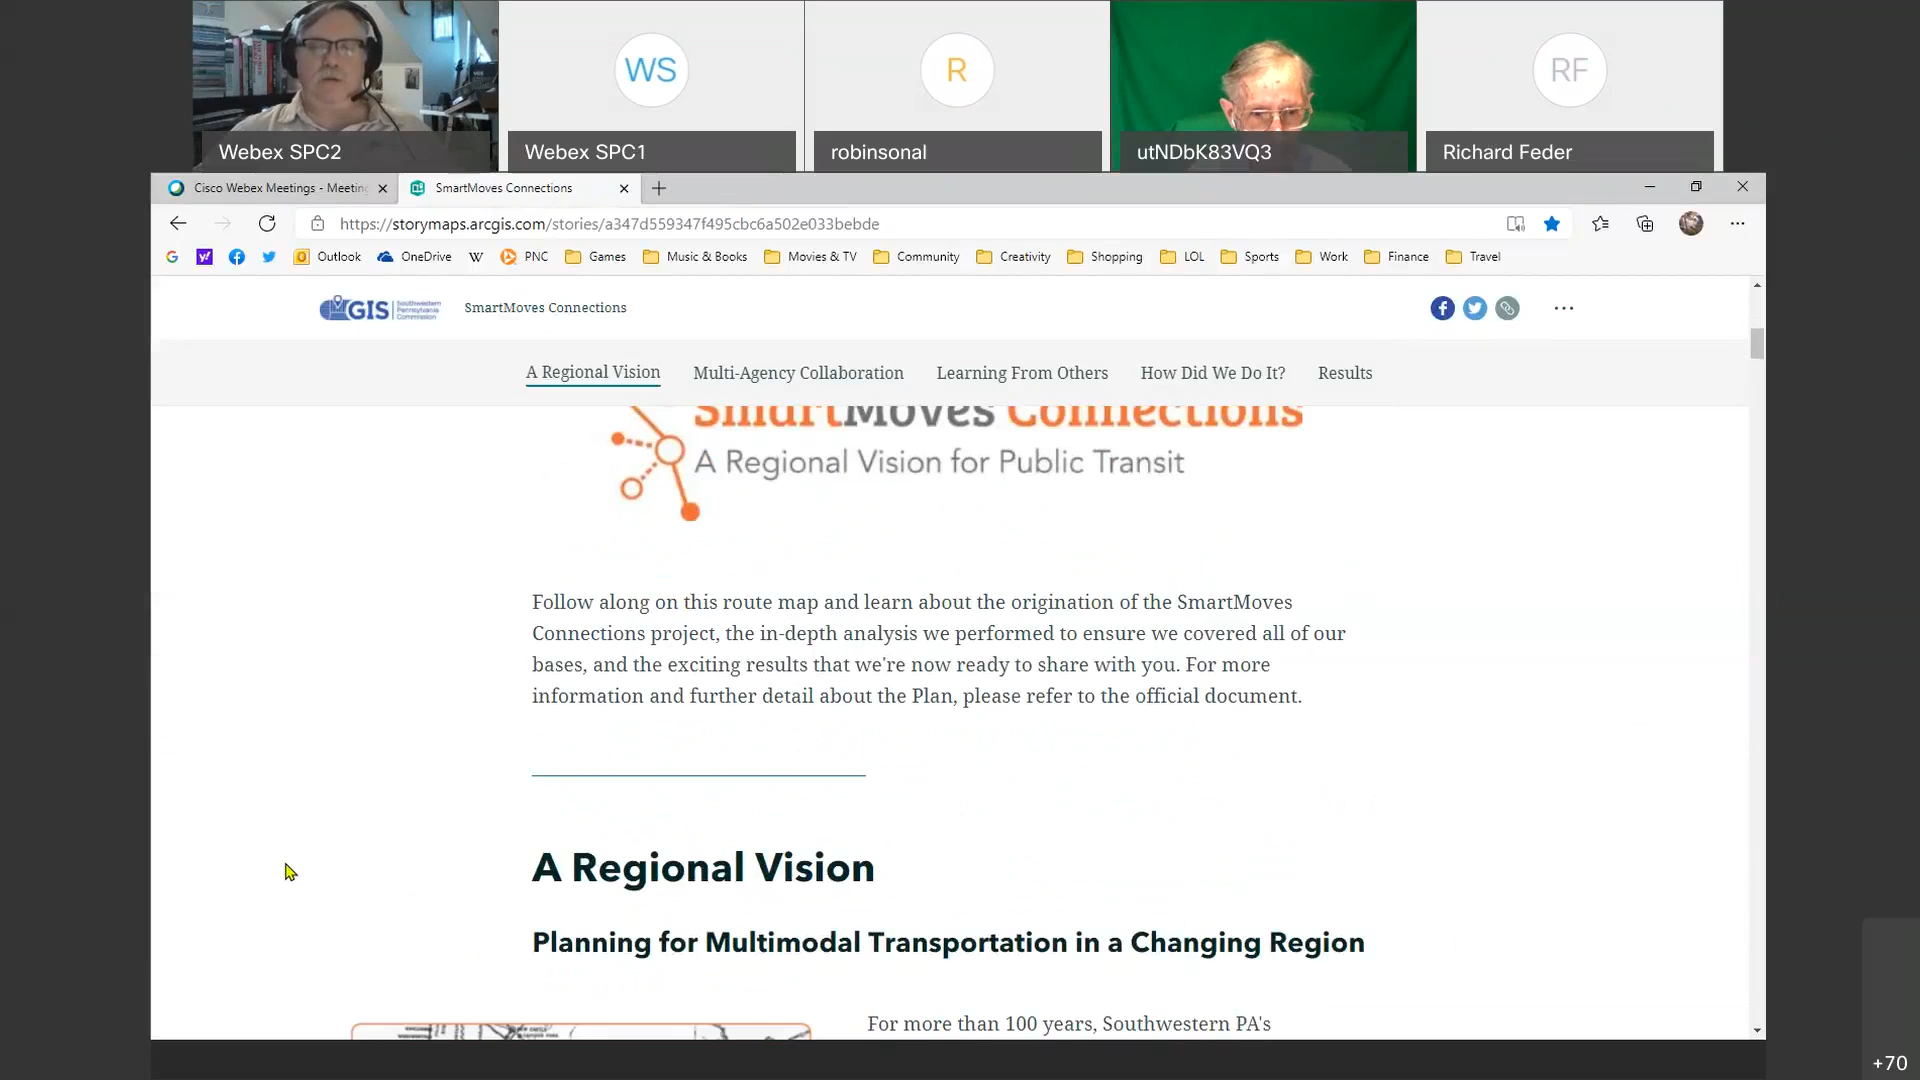 WS
R
RF
Webex SPC2
Webex SPC1
robinsonal
utNDbK83VQ3
Richard Feder
Cisco Webex Meetings - Meetin
SmartMoves Connections
https://storymaps.arcgis.com/stories/a347d559347f495cbc6a502e033bebde
Outlook
OneDrive
W
PNC
Games
Music & Books
Movies & TV
Community
Creativity
Shopping
LOL
Sports
Work
Finance
Travel
GIS
Southwestern
Pennsylvania
Commission
SmartMoves Connections
A Regional Vision
Multi-Agency Collaboration
Learning From Others
How Did We Do It?
Results
SmartMoves Connections
A Regional Vision for Public Transit
Follow along on this route map and learn about the origination of the SmartMoves
Connections project, the in-depth analysis we performed to ensure we covered all of our
bases, and the exciting results that we're now ready to share with you. For more
information and further detail about the Plan, please refer to the official document.
A Regional Vision
Planning for Multimodal Transportation in a Changing Region
For more than 100 years, Southwestern PA's
+70